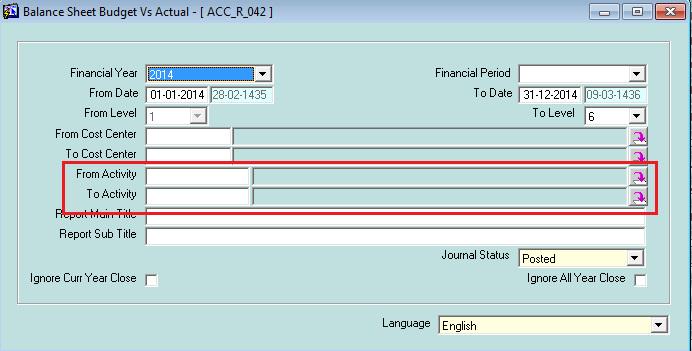 Balance Sheet Budget Vs Actual - [ ACC_R_042 ]
Financial Year 2014 Financial Period
From Date 01-01-2014 28-02-1435 To Date 31-12-2014 09-03-1436
From Level 1 To Level 6
From Cost Center
To Cost Center
From Activity
To Activity
Report Main Title
Report Sub Title
Journal Status Posted
Ignore Curr Year Close Ignore All Year Close
Language English